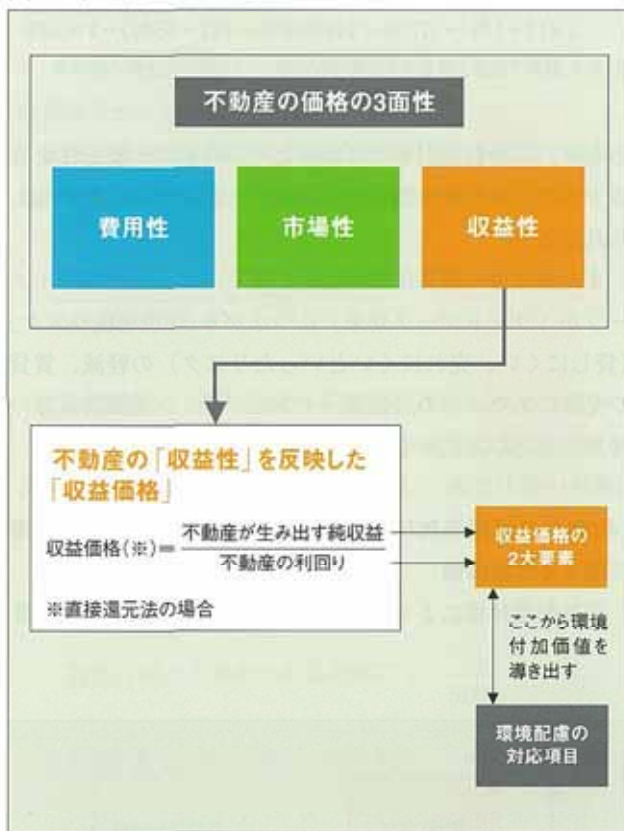 不動産の価格の3面性
費用性
市場性
収益性
不動産の「収益性」を反映した
「収益価格」
収益価格(※)＝不動産が生み出す純収益
不動産の利回り
※直接還元法の場合
収益価格の
2大要素
ここから環境
付加価値を
導き出す
環境配慮の
対応項目